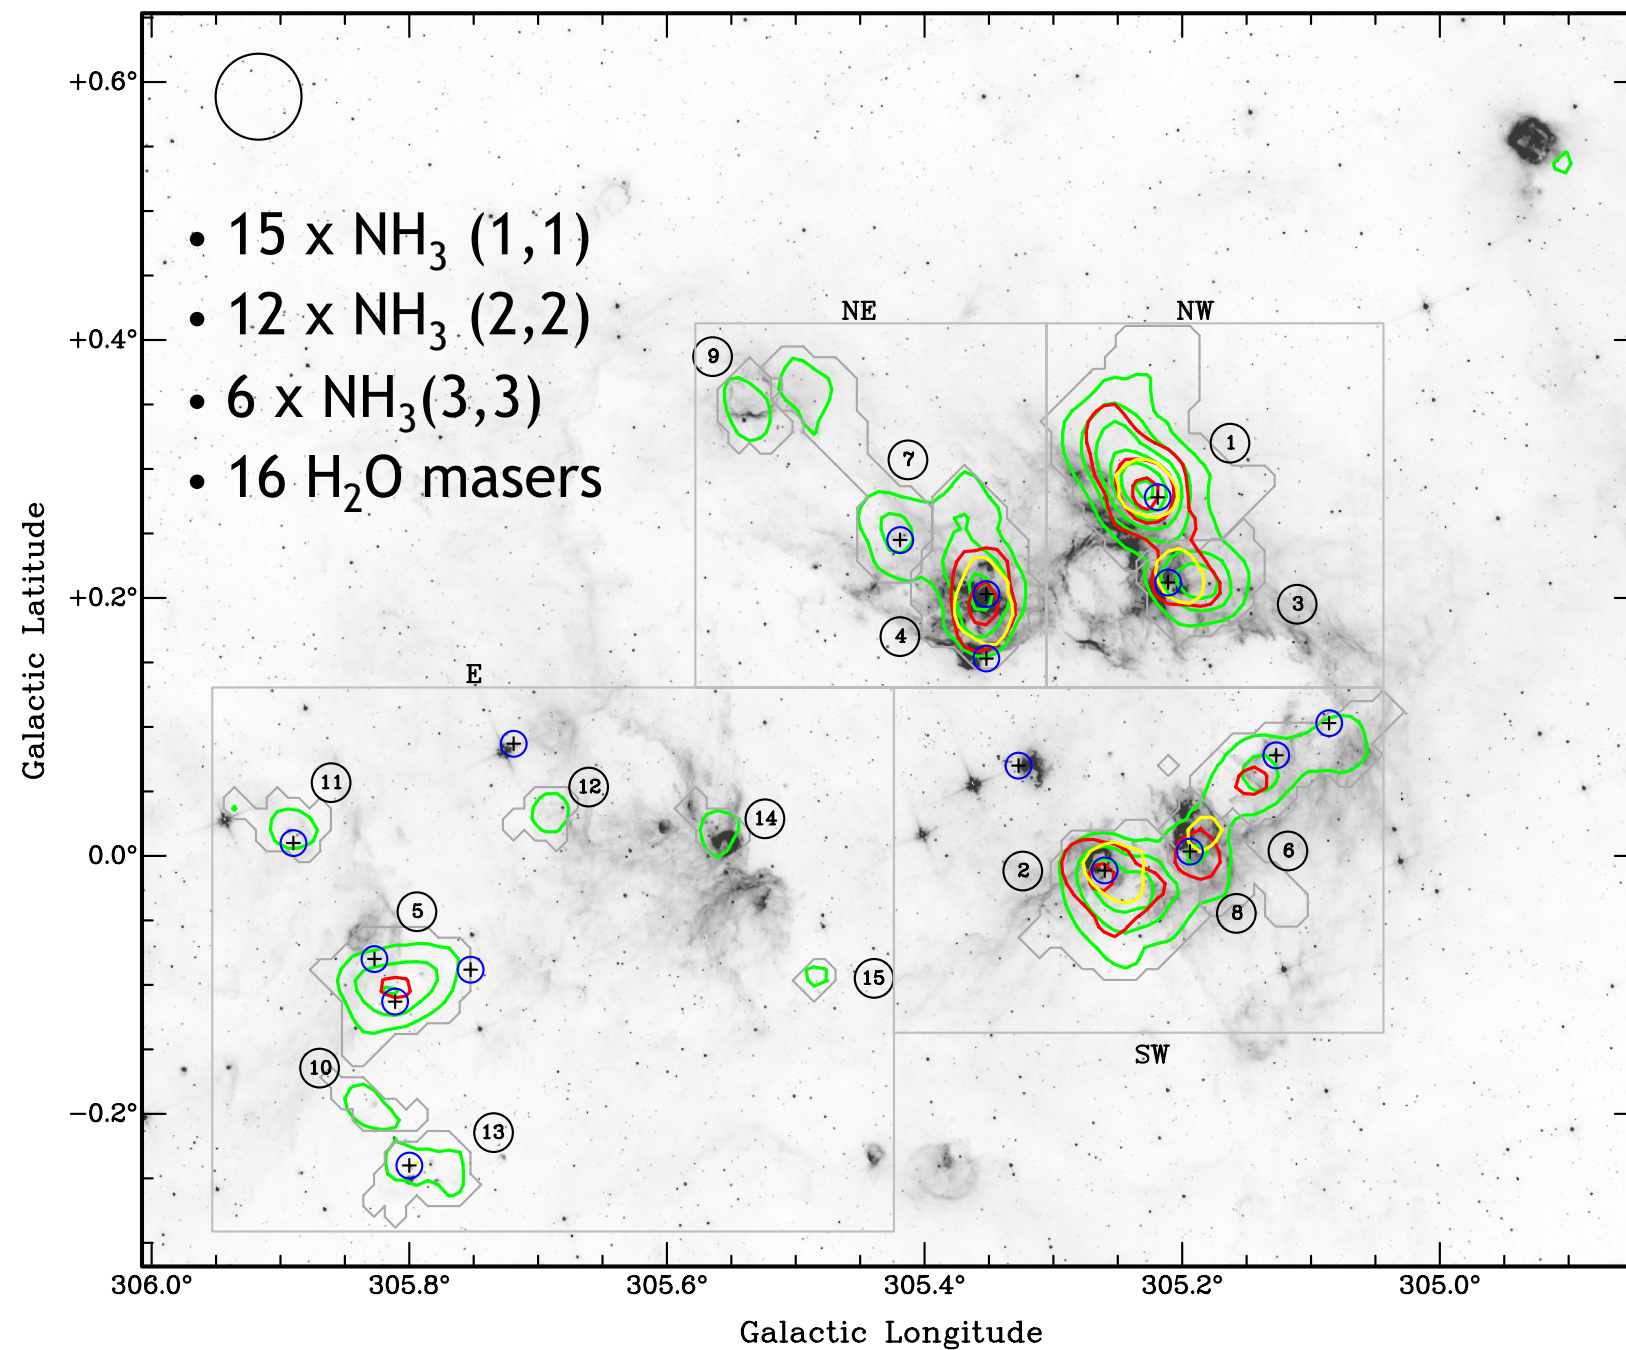 +0.6°
• 15 x NH₃ (1,1)
• 12 x NH₃ (2,2)
• 6 x NH₃(3,3)
• 16 H₂O masers
NE
NW
+0.4°
9
1
7
+0.2°
3
4
E
11
12
14
6
0.0°
2
5
8
15
SW
10
13
−0.2°
306.0°
305.8°
305.6°
305.4°
305.2°
305.0°
Galactic Longitude
Galactic Latitude